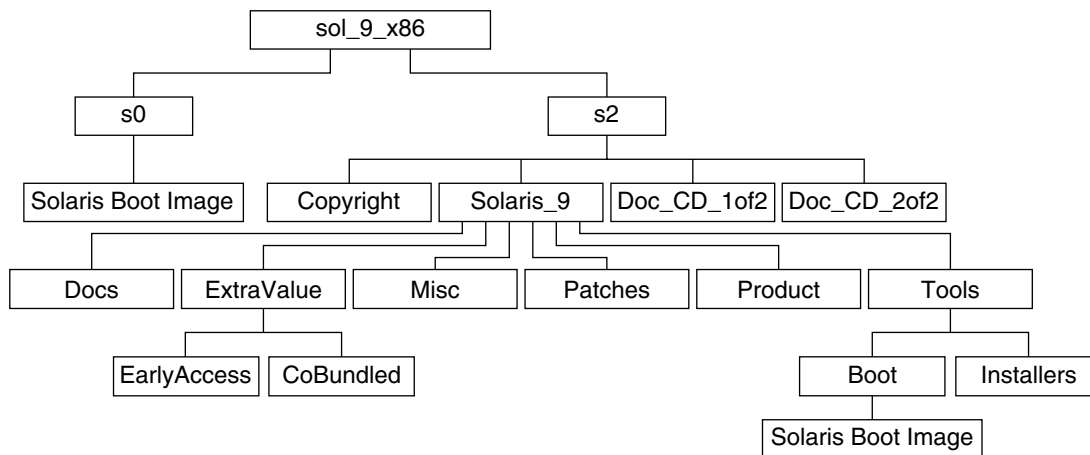 sol_9_x86
s0
s2
Solaris Boot Image
Copyright
Solaris_9
Doc_CD_1of2
Doc_CD_2of2
Docs
ExtraValue
Misc
Patches
Product
Tools
EarlyAccess
CoBundled
Boot
Installers
Solaris Boot Image